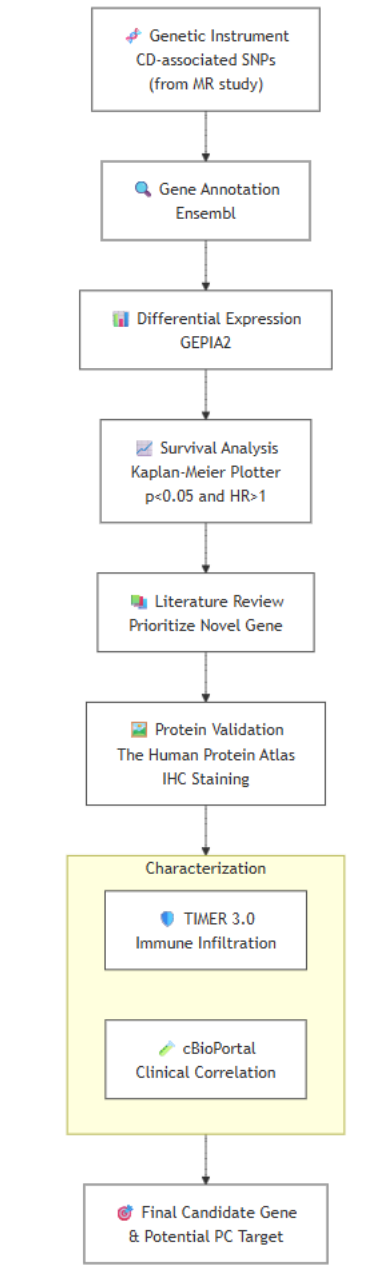 Genetic Instrument
CD-associated SNPs
(from MR study)
Gene Annotation
Ensembl
Differential Expression
GEPIA2
Survival Analysis
Kaplan-Meier Plotter
p<0.05 and HR>1
Literature Review
Prioritize Novel Gene
Protein Validation
The Human Protein Atlas
IHC Staining
Characterization
TIMER 3.0
Immune Infiltration
cBioPortal
Clinical Correlation
Final Candidate Gene
& Potential PC Target